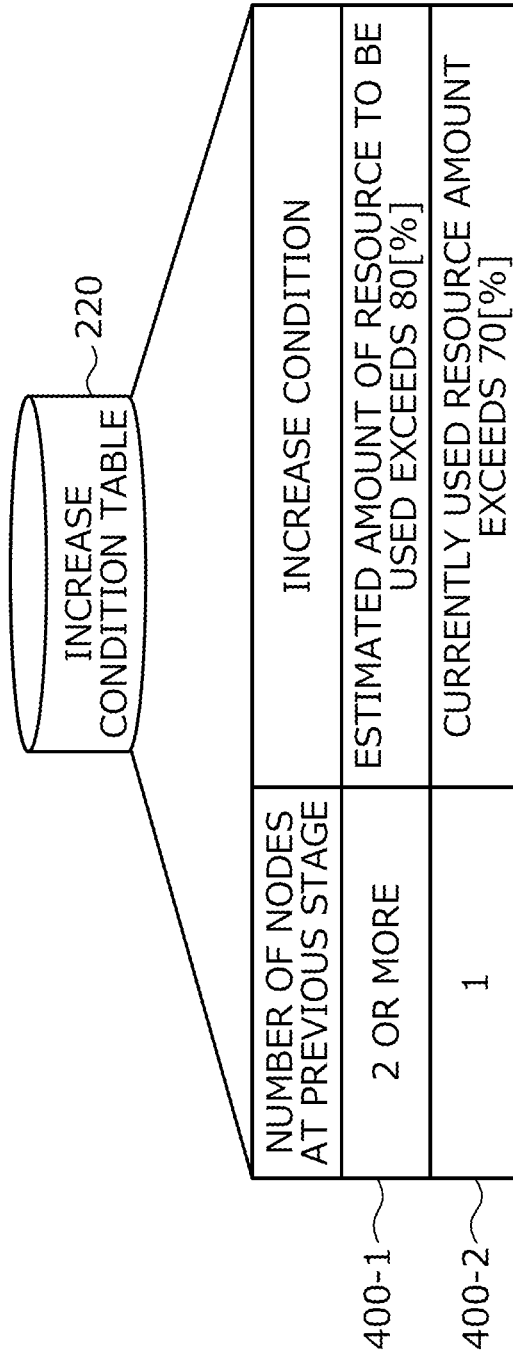 INCREASE
CONDITION TABLE
220
NUMBER OF NODES
AT PREVIOUS STAGE
INCREASE CONDITION
400-1
2 OR MORE
ESTIMATED AMOUNT OF RESOURCE TO BE
USED EXCEEDS 80[%]
400-2
1
CURRENTLY USED RESOURCE AMOUNT
EXCEEDS 70[%]